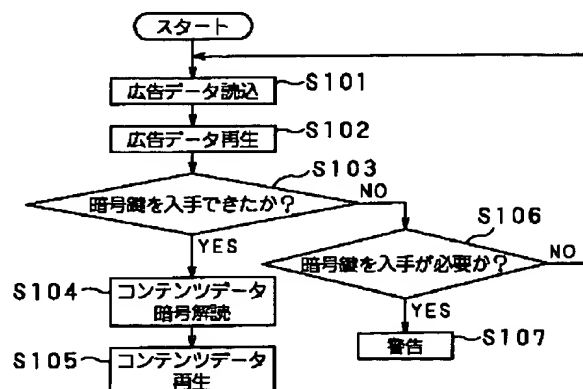 スタート
広告データ読込
S101
広告データ再生
S102
S103
暗号鍵を入手できたか?
NO
S106
YES
暗号鍵を入手が必要か?
NO
S104
コンテンツデータ
暗号解読
YES
警告
S107
S105
コンテンツデータ
再生